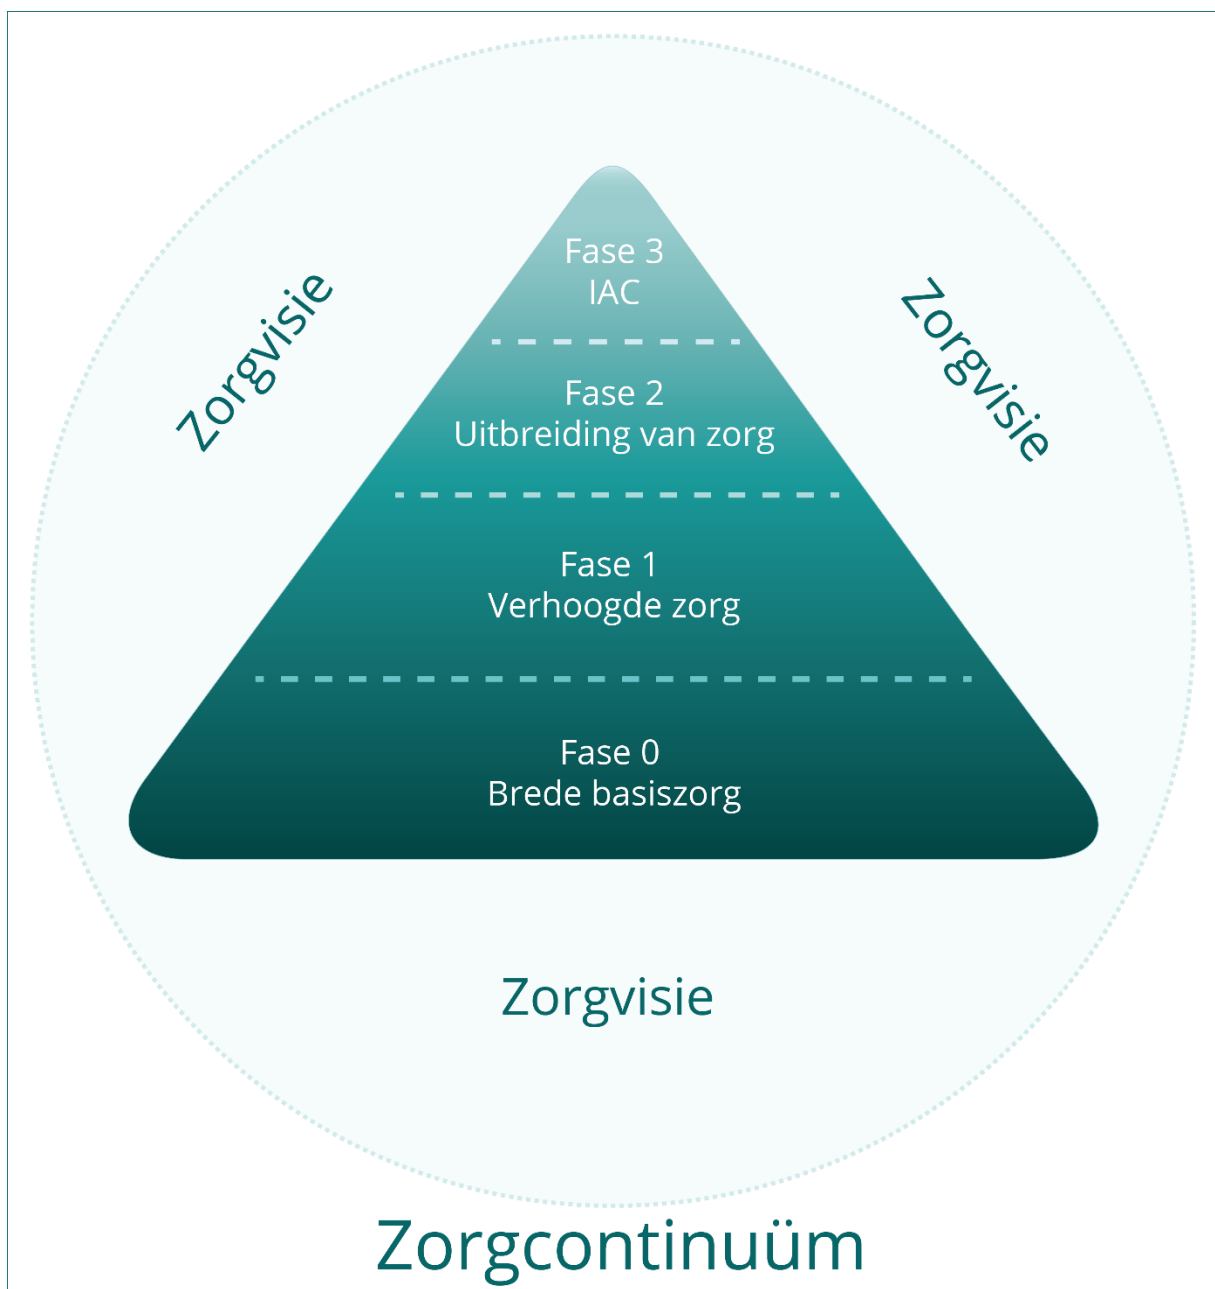 Fase 3
IAC
Zorgvisie
Zorgvisie
Fase 2
Uitbreiding van zorg
Fase 1
Verhoogde zorg
Fase 0
Brede basiszorg
Zorgvisie
Zorgcontinuüm